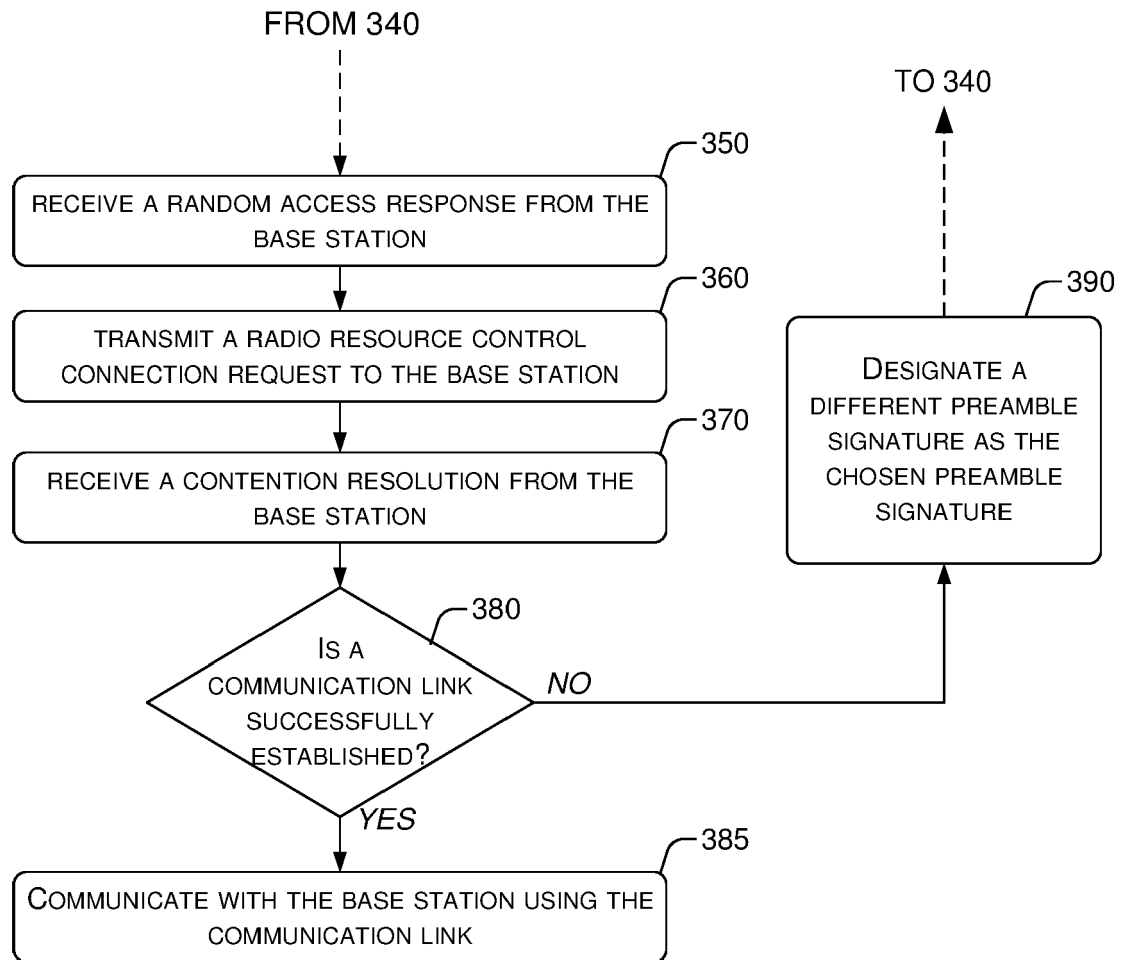 FROM 340
350
RECEIVE A RANDOM ACCESS RESPONSE FROM THE
BASE STATION
360
TRANSMIT A RADIO RESOURCE CONTROL
CONNECTION REQUEST TO THE BASE STATION
370
RECEIVE A CONTENTION RESOLUTION FROM THE
BASE STATION
380
IS A
COMMUNICATION LINK
SUCCESSFULLY
ESTABLISHED?
NO
YES
385
COMMUNICATE WITH THE BASE STATION USING THE
COMMUNICATION LINK
TO 340
390
DESIGNATE A
DIFFERENT PREAMBLE
SIGNATURE AS THE
CHOSEN PREAMBLE
SIGNATURE